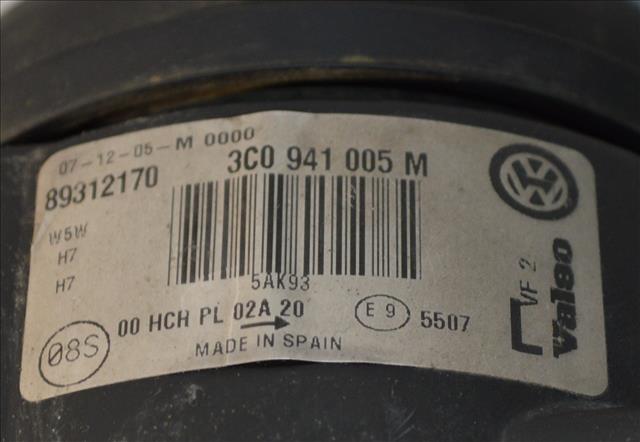 07-12-05-M 0000
89312170
3C0 941 005 M
W5W
H7
H7
5AK93
00 HCH PL 02A 20
E 9
5507
08S
MADE IN SPAIN
VW
VF 2
Valeo